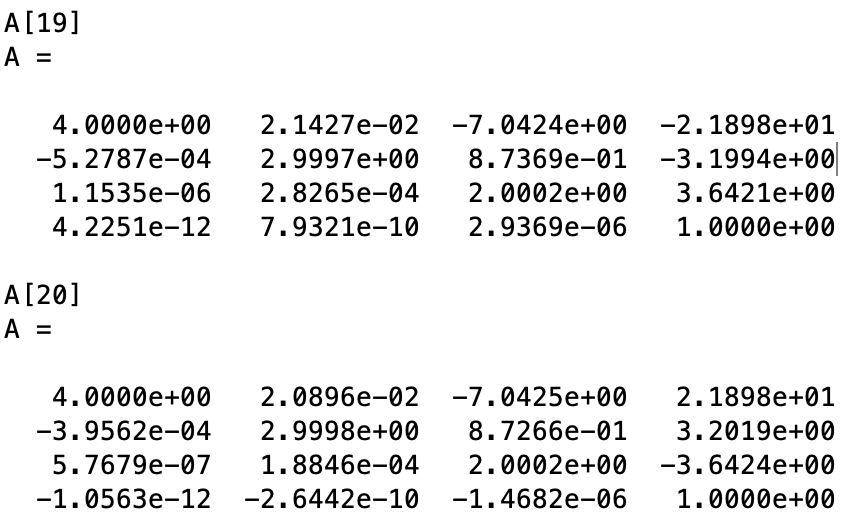 A[19]
A =
4.0000e+00 2.1427e-02 -7.0424e+00 -2.1898e+01
-5.2787e-04 2.9997e+00 8.7369e-01 -3.1994e+00
1.1535e-06 2.8265e-04 2.0002e+00 3.6421e+00
4.2251e-12 7.9321e-10 2.9369e-06 1.0000e+00
A[20]
A =
4.0000e+00 2.0896e-02 -7.0425e+00 2.1898e+01
-3.9562e-04 2.9998e+00 8.7266e-01 3.2019e+00
5.7679e-07 1.8846e-04 2.0002e+00 -3.6424e+00
-1.0563e-12 -2.6442e-10 -1.4682e-06 1.0000e+00